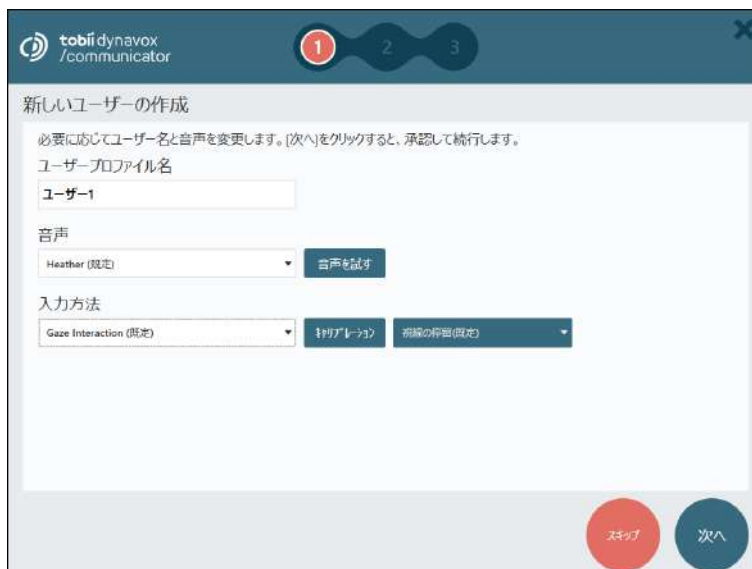 tobii dynavox
/communicator
1 2 3
新しいユーザーの作成
必要に応じてユーザー名と音声を変更します。[次へ]をクリックすると、承認して続行します。
ユーザープロファイル名
ユーザー1
音声
Heather (既定)
音声を試す
入力方法
Gaze Interaction (既定)
キャリブレーション
視線の停留(既定)
スキップ
次へ